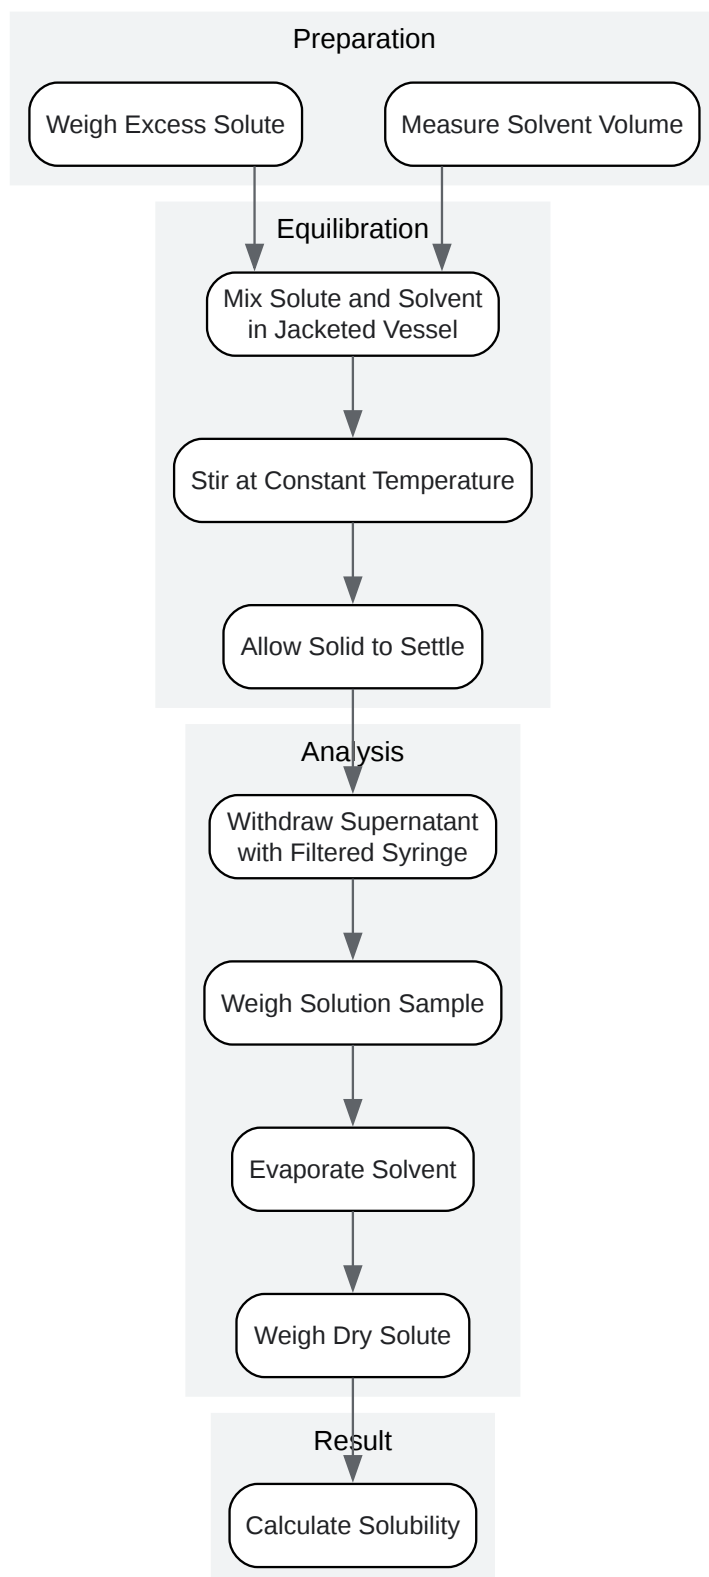 Preparation
Weigh Excess Solute
Measure Solvent Volume
Equilibration
Mix Solute and Solvent
in Jacketed Vessel
Stir at Constant Temperature
Allow Solid to Settle
Analysis
Withdraw Supernatant
with Filtered Syringe
Weigh Solution Sample
Evaporate Solvent
Weigh Dry Solute
Result
Calculate Solubility